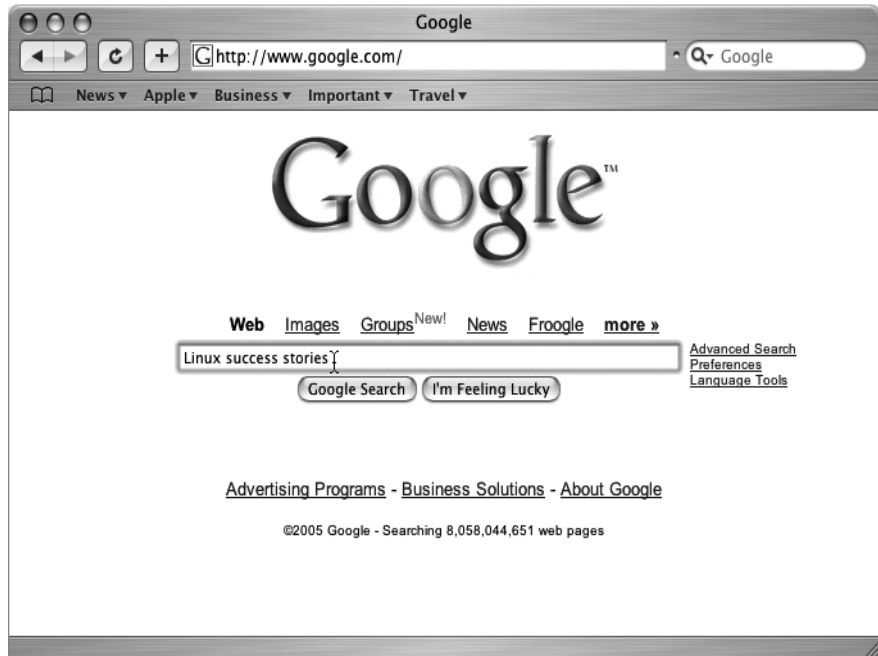 Google
http://www.google.com/
Google
News Apple Business Important Travel
Google™
Web Images Groups New! News Froogle more »
Linux success stories
Advanced Search
Preferences
Language Tools
Google Search I'm Feeling Lucky
Advertising Programs - Business Solutions - About Google
©2005 Google - Searching 8,058,044,651 web pages